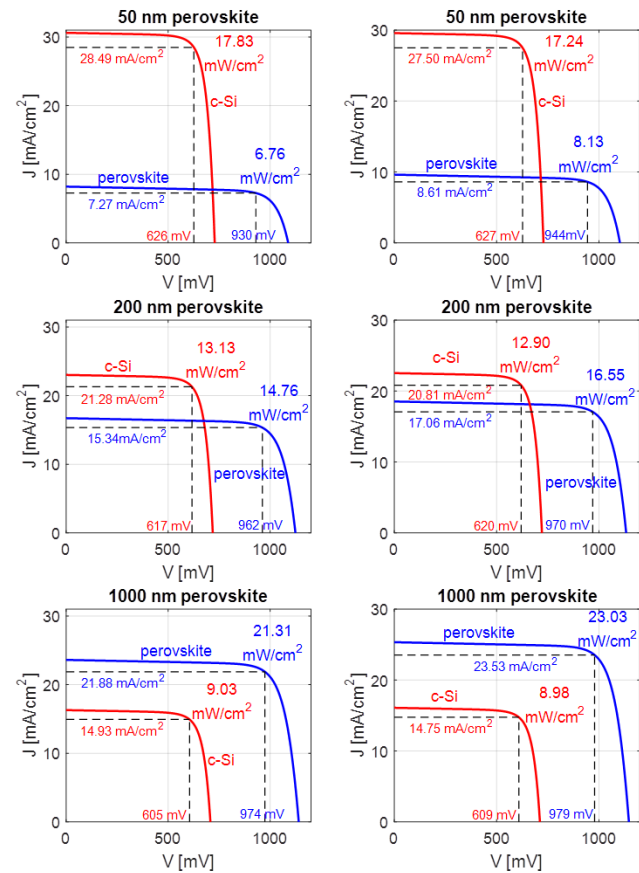 50 nm perovskite
30
20
10
0
J [mA/cm2]
17.83
mW/cm2
28.49 mA/cm2
c-Si
6.76
mW/cm2
perovskite
7.27 mA/cm2
626 mV
930 mV
0
500
1000
V [mV]
50 nm perovskite
30
20
10
0
J [mA/cm2]
17.24
mW/cm2
27.50 mA/cm2
c-Si
8.13
mW/cm2
perovskite
8.61 mA/cm2
627 mV
944mV
0
500
1000
V [mV]
200 nm perovskite
30
20
10
0
J [mA/cm2]
13.13
mW/cm2
c-Si
21.28 mA/cm2
14.76
mW/cm2
15.34mA/cm2
perovskite
617 mV
962 mV
0
500
1000
V [mV]
200 nm perovskite
30
20
10
0
J [mA/cm2]
12.90
mW/cm2
c-Si
20.81 mA/cm2
16.55
mW/cm2
17.06 mA/cm2
perovskite
620 mV
970 mV
0
500
1000
V [mV]
1000 nm perovskite
30
20
10
0
J [mA/cm2]
21.31
mW/cm2
perovskite
21.88 mA/cm2
9.03
mW/cm2
14.93 mA/cm2
c-Si
605 mV
974 mV
0
500
1000
V [mV]
1000 nm perovskite
30
20
10
0
J [mA/cm2]
23.03
mW/cm2
perovskite
23.53 mA/cm2
c-Si
8.98
mW/cm2
14.75 mA/cm2
609 mV
979 mV
0
500
1000
V [mV]